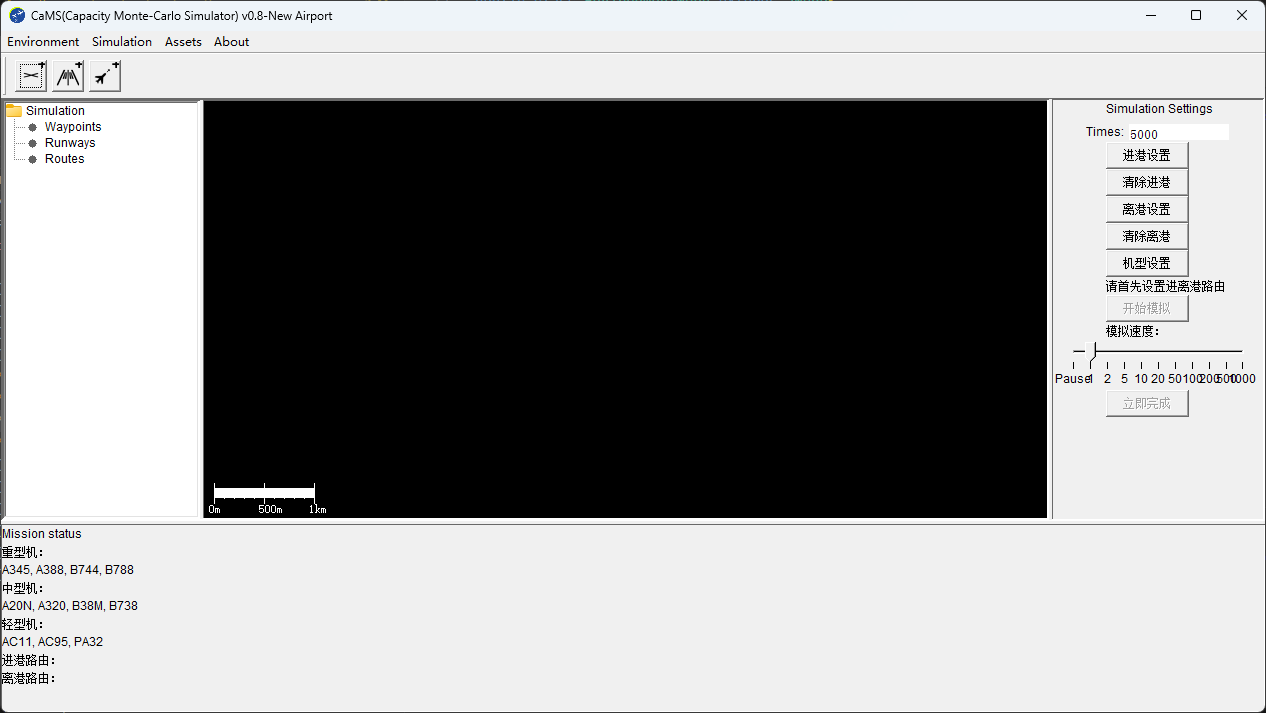 CaMS(Capacity Monte-Carlo Simulator) v0.8-New Airport
Environment Simulation Assets About
Simulation
Waypoints
Runways
Routes
0m 500m 1km
Simulation Settings
Times: 5000
进港设置
清除进港
离港设置
清除离港
机型设置
请首先设置进离港路由
开始模拟
模拟速度:
Pause 1 2 5 10 20 50 100 200 500 1000
立即完成
Mission status
重型机:
A345, A388, B744, B788
中型机:
A20N, A320, B38M, B738
轻型机:
AC11, AC95, PA32
进港路由:
离港路由: